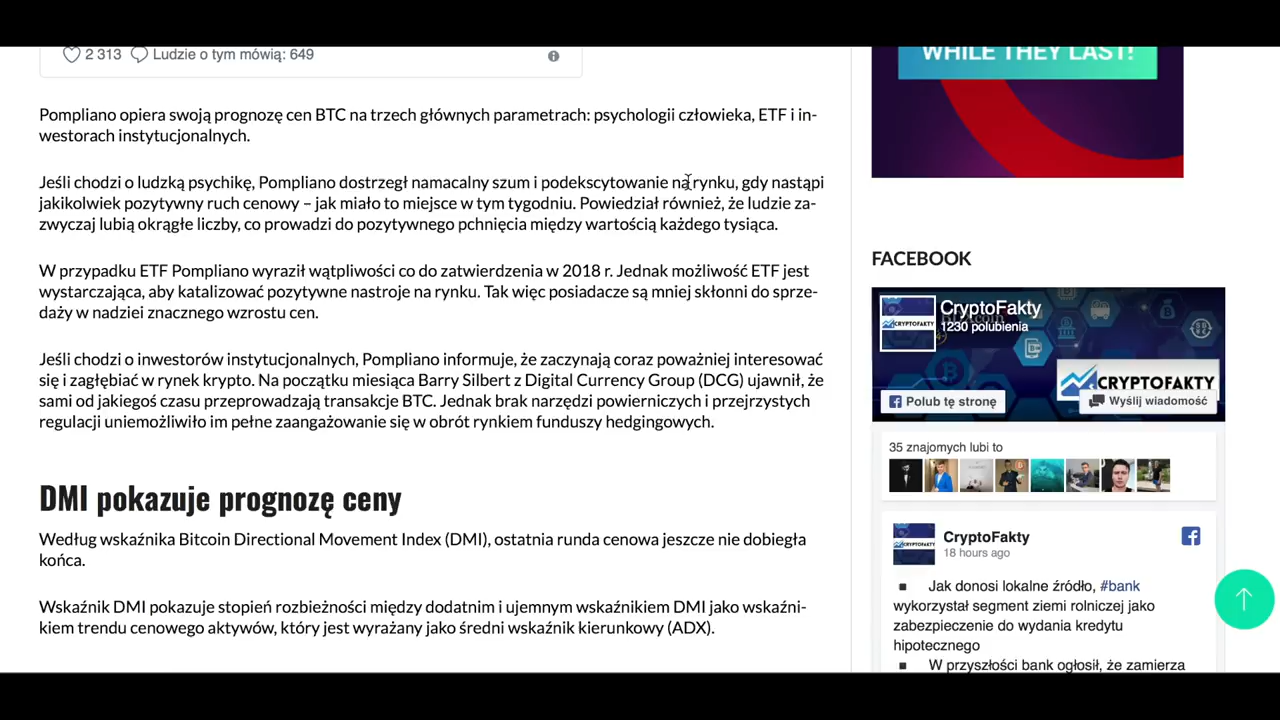 WHILE THEY LAST!
2 313 Ludzie o tym mówią: 649
Pompliano opiera swoją prognozę cen BTC na trzech głównych parametrach: psychologii człowieka, ETF i in-
westorach instytucjonalnych.
Jeśli chodzi o ludzką psychikę, Pompliano dostrzegł namacalny szum i podekscytowanie na rynku, gdy nastąpi
jakikolwiek pozytywny ruch cenowy – jak miało to miejsce w tym tygodniu. Powiedział również, że ludzie za-
zwyczaj lubią okrągłe liczby, co prowadzi do pozytywnego pchnięcia między wartością każdego tysiąca.
W przypadku ETF Pompliano wyraził wątpliwości co do zatwierdzenia w 2018 r. Jednak możliwość ETF jest
wystarczająca, aby katalizować pozytywne nastroje na rynku. Tak więc posiadacze są mniej skłonni do sprze-
daży w nadziei znacznego wzrostu cen.
Jeśli chodzi o inwestorów instytucjonalnych, Pompliano informuje, że zaczynają coraz poważniej interesować
się i zagłębiać w rynek krypto. Na początku miesiąca Barry Silbert z Digital Currency Group (DCG) ujawnił, że
sami od jakiegoś czasu przeprowadzają transakcje BTC. Jednak brak narzędzi powierniczych i przejrzystych
regulacji uniemożliwiło im pełne zaangażowanie się w obrót rynkiem funduszy hedgingowych.
DMI pokazuje prognozę ceny
Według wskaźnika Bitcoin Directional Movement Index (DMI), ostatnia runda cenowa jeszcze nie dobiegła
końca.
Wskaźnik DMI pokazuje stopień rozbieżności między dodatnim i ujemnym wskaźnikiem DMI jako wskaźni-
kiem trendu cenowego aktywów, który jest wyrażany jako średni wskaźnik kierunkowy (ADX).
FACEBOOK
CryptoFakty
1230 polubienia
CRYPTOFAKTY
CRYPTOFAKTY
Polub tę stronę
Wyślij wiadomość
35 znajomych lubi to
CRYPTOFAKTY
CryptoFakty
18 hours ago
▪ Jak donosi lokalne źródło, #bank
wykorzystał segment ziemi rolniczej jako
zabezpieczenie do wydania kredytu
hipotecznego
▪ W przyszłości bank ogłosił, że zamierza